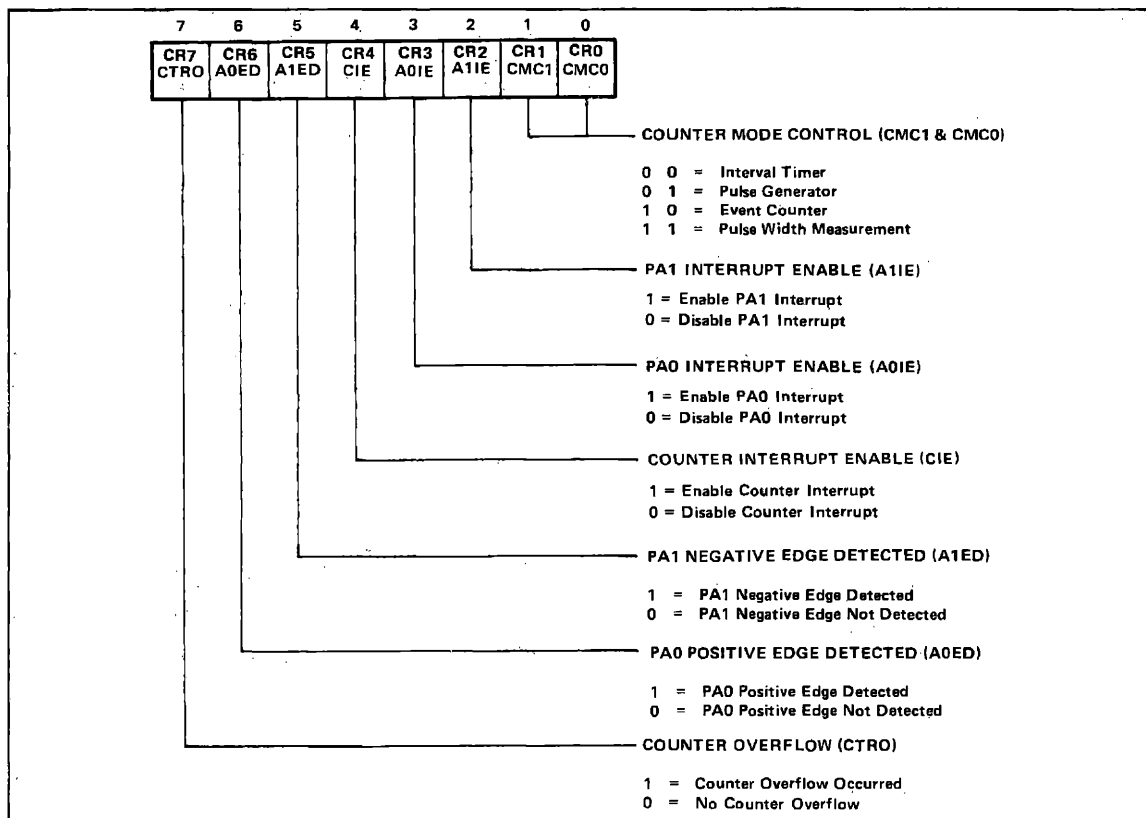 7 6 5 4 3 2 1 0
CR7 CR6 CR5 CR4 CR3 CR2 CR1 CR0
CTRO A0ED A1ED CIE A0IE A1IE CMC1 CMC0
COUNTER MODE CONTROL (CMC1 & CMC0)
0 0 = Interval Timer
0 1 = Pulse Generator
1 0 = Event Counter
1 1 = Pulse Width Measurement
PA1 INTERRUPT ENABLE (A1IE)
1 = Enable PA1 Interrupt
0 = Disable PA1 Interrupt
PA0 INTERRUPT ENABLE (A0IE)
1 = Enable PA0 Interrupt
0 = Disable PA0 Interrupt
COUNTER INTERRUPT ENABLE (CIE)
1 = Enable Counter Interrupt
0 = Disable Counter Interrupt
PA1 NEGATIVE EDGE DETECTED (A1ED)
1 = PA1 Negative Edge Detected
0 = PA1 Negative Edge Not Detected
PA0 POSITIVE EDGE DETECTED (A0ED)
1 = PA0 Positive Edge Detected
0 = PA0 Positive Edge Not Detected
COUNTER OVERFLOW (CTRO)
1 = Counter Overflow Occurred
0 = No Counter Overflow